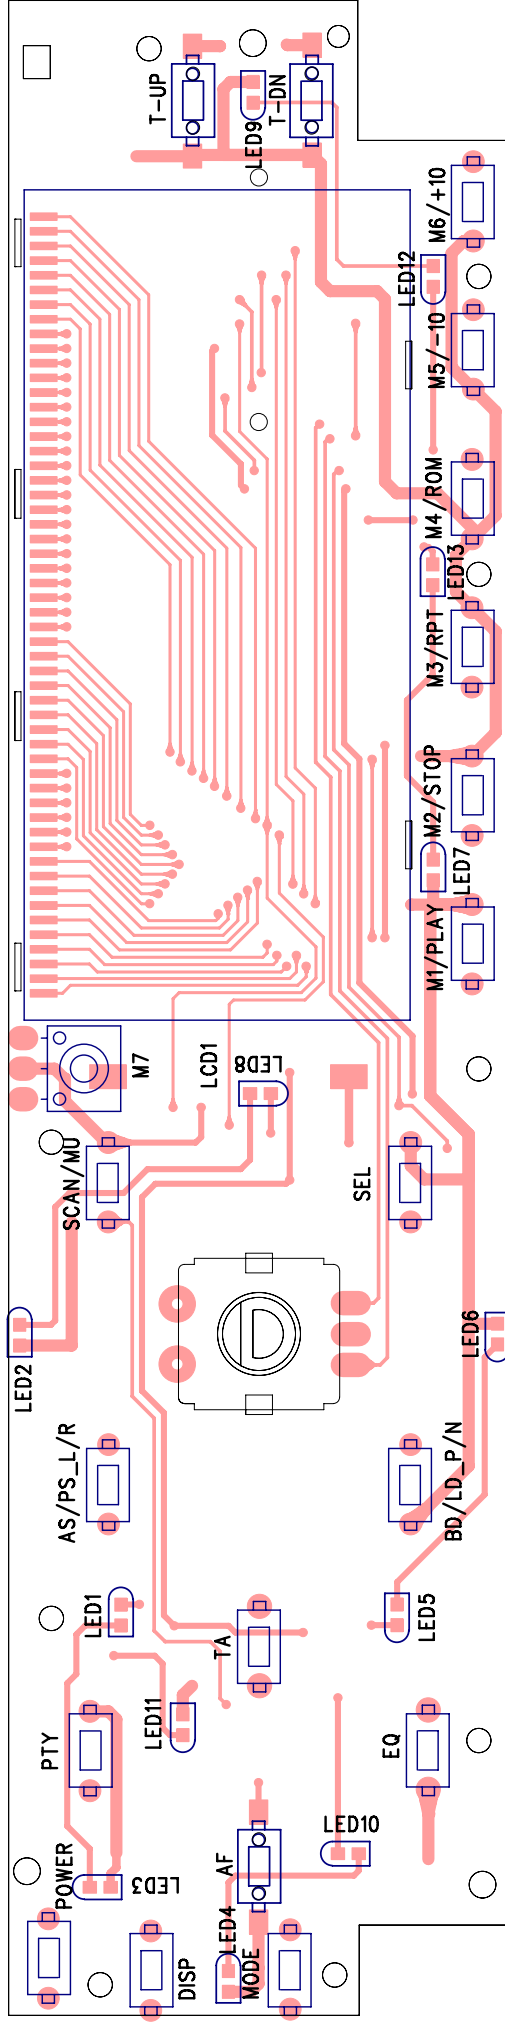 T-UP
T-DN
LED9
M6/+10
LED12
M5/-10
M4/ROM
LED13
M3/RPT
M2/STOP
LED7
M1/PLAY
M7
LCD1
LED8
SCAN/MU
SEL
LED2
LED6
AS/PS_L/R
BD/LD_P/N
LED1
LED5
TA
LED11
PTY
EQ
LED10
POWER
AF
LED3
LED4
DISP
MODE